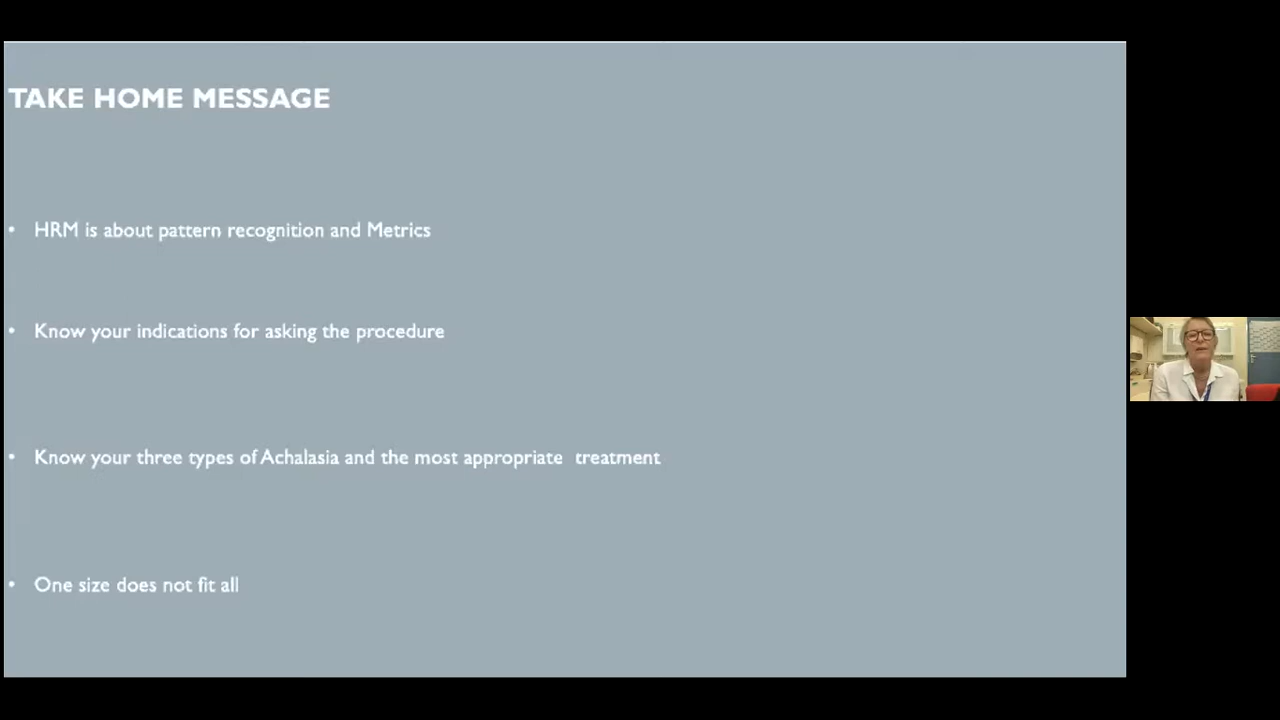 TAKE HOME MESSAGE
• HRM is about pattern recognition and Metrics
• Know your indications for asking the procedure
• Know your three types of Achalasia and the most appropriate treatment
• One size does not fit all